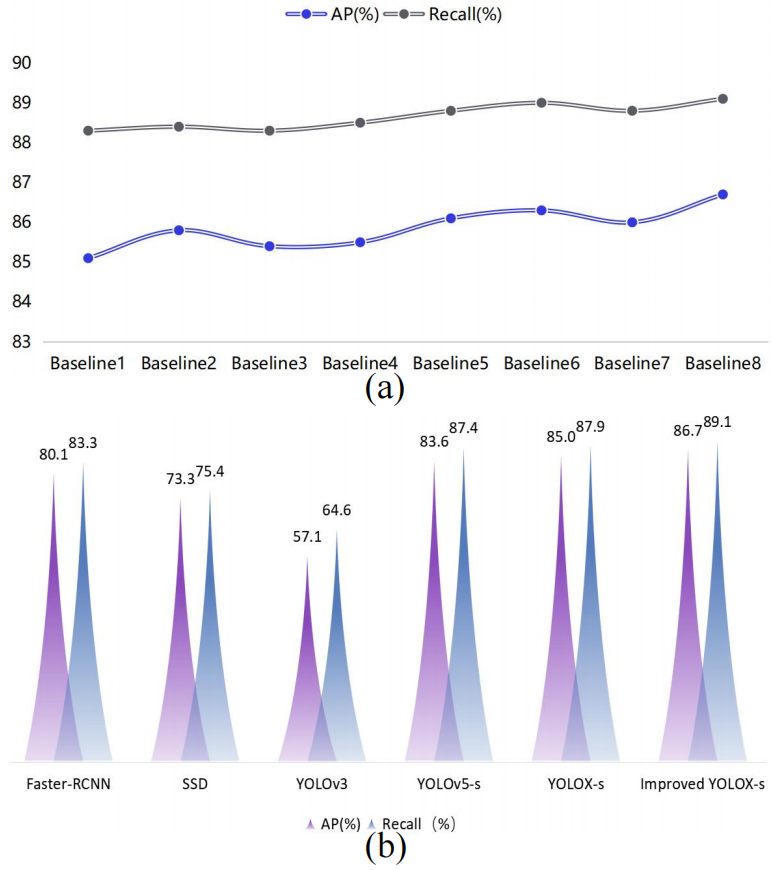 AP(%) Recall(%)
90
89
88
87
86
85
84
83
Baseline1 Baseline2 Baseline3 Baseline4 Baseline5 Baseline6 Baseline7 Baseline8
(a)
80.1 83.3 73.3 75.4 57.1 64.6 83.6 87.4 85.0 87.9 86.7 89.1
Faster-RCNN SSD YOLOv3 YOLOv5-s YOLOX-s Improved YOLOX-s
AP(%) Recall (%)
(b)